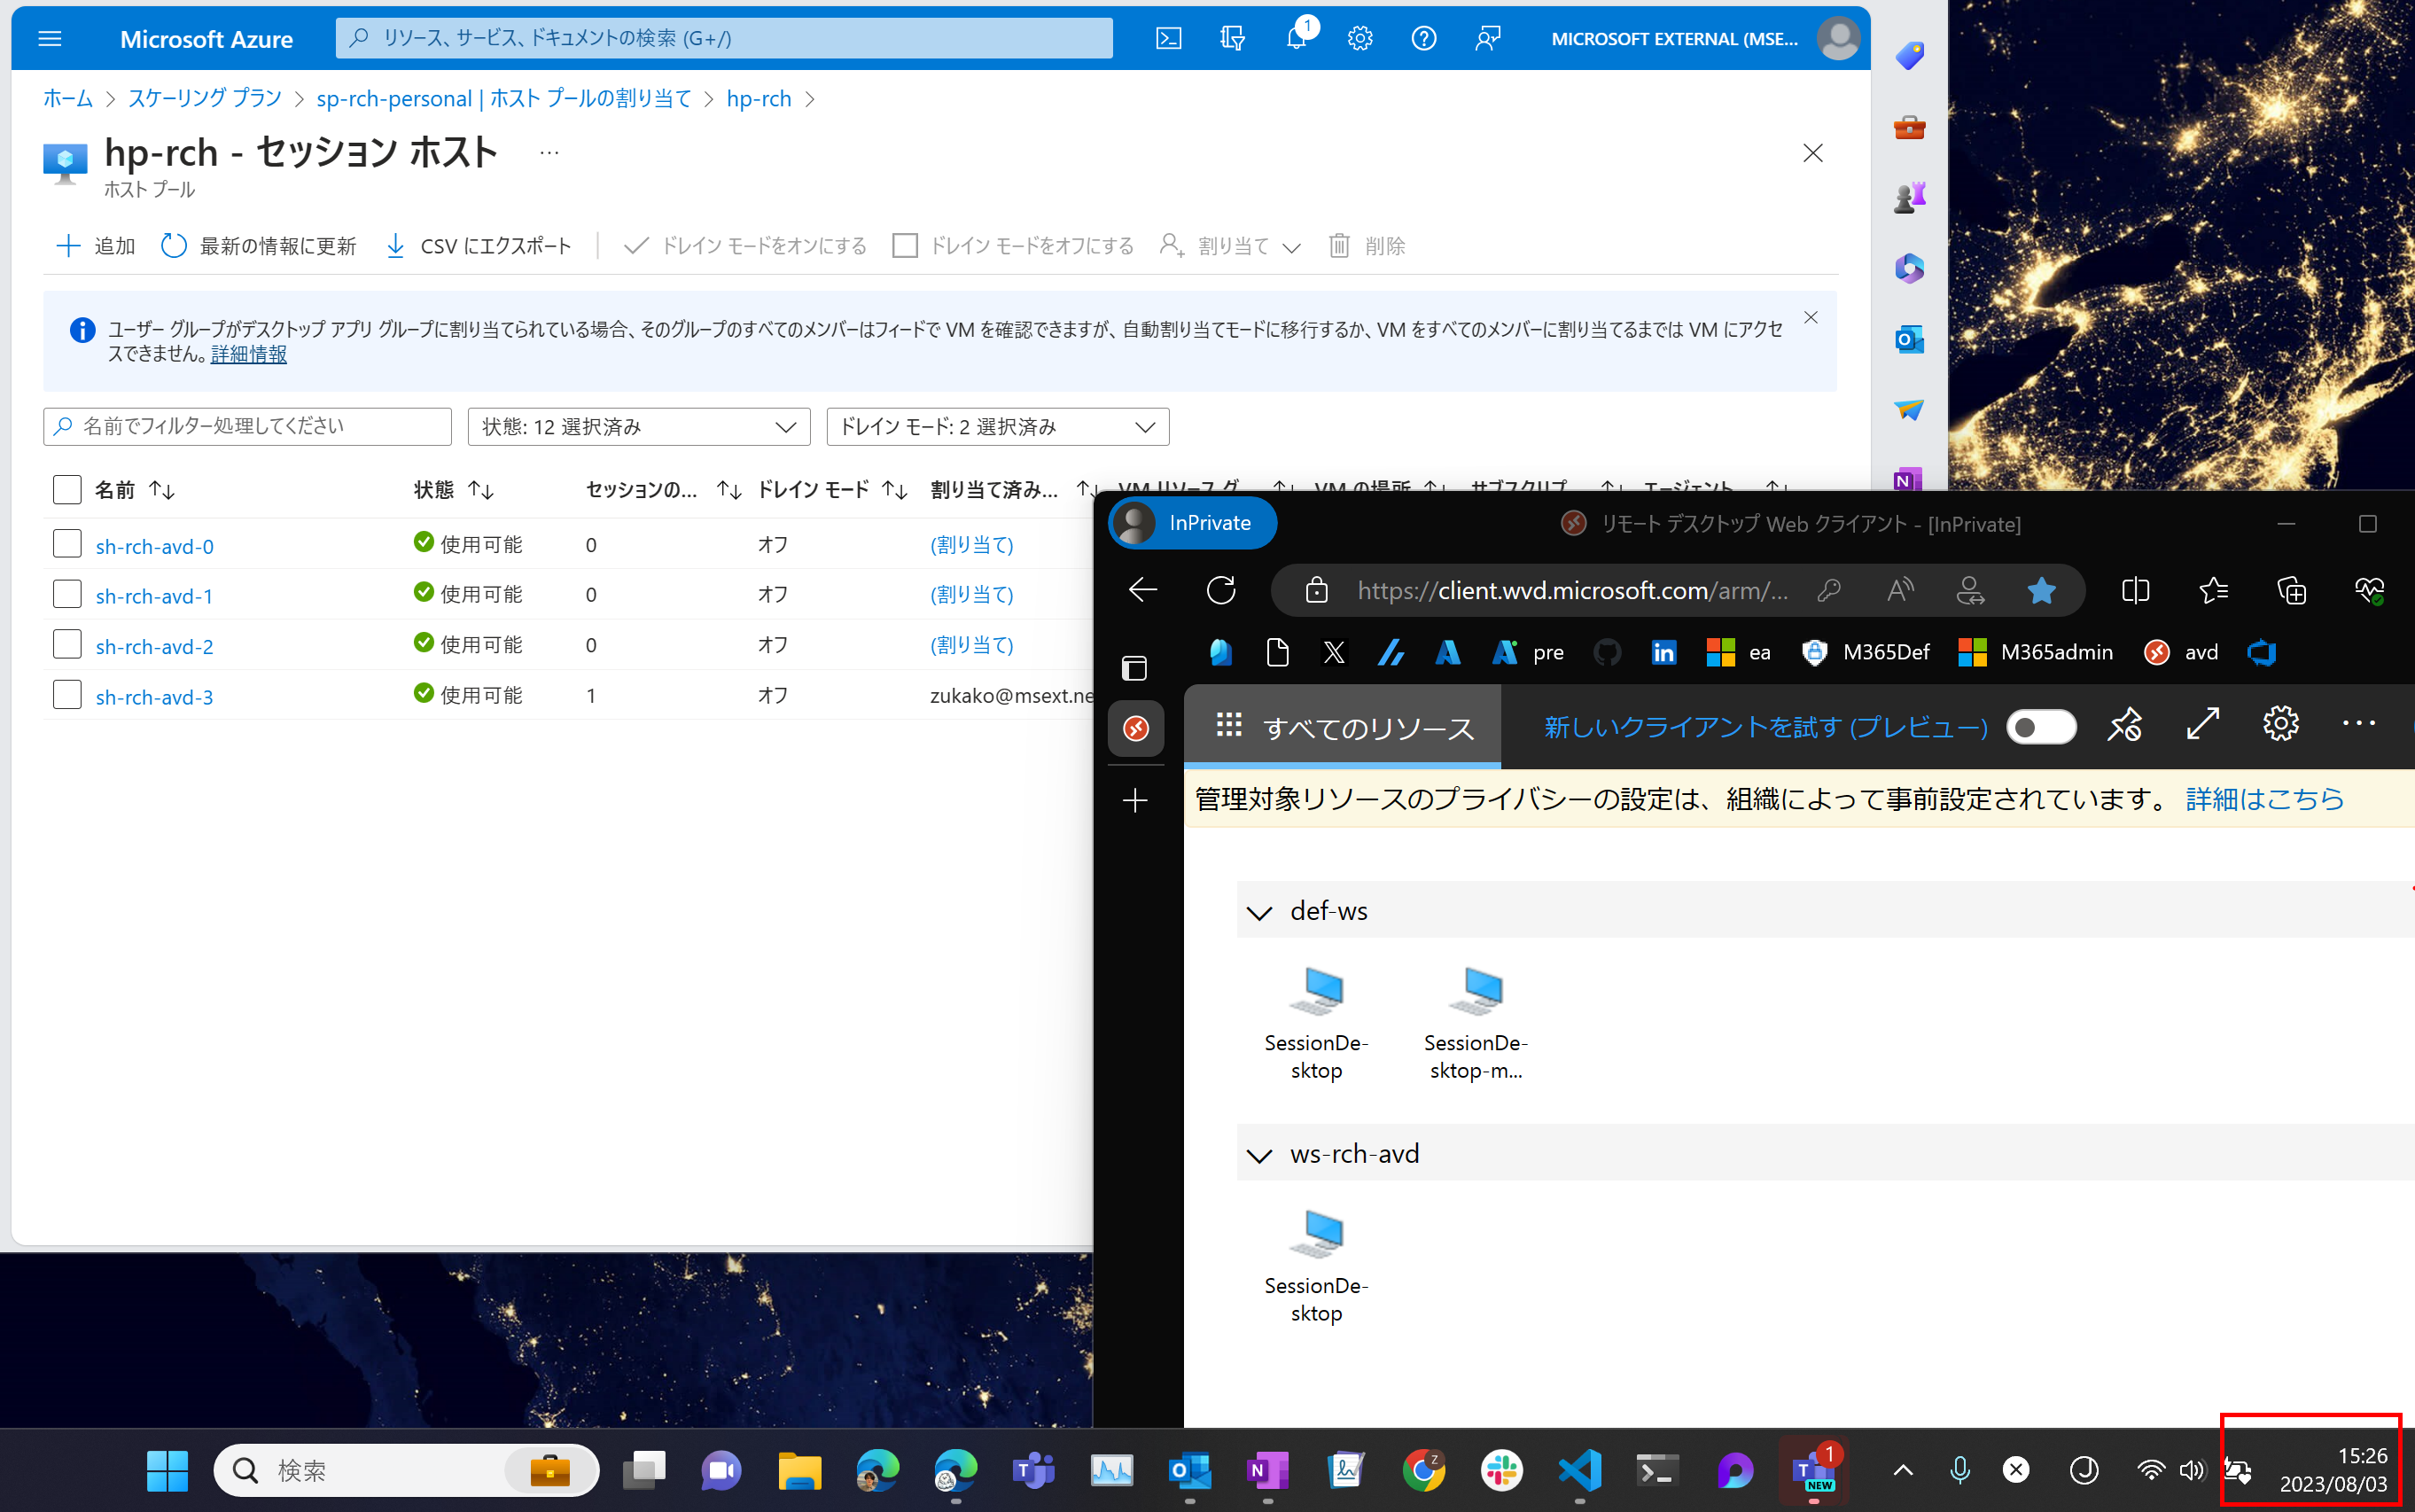 Microsoft Azure
リソース、サービス、ドキュメントの検索 (G+/)
1
MICROSOFT EXTERNAL (MSE...
ホーム > スケーリング プラン > sp-rch-personal | ホスト プールの割り当て > hp-rch >
hp-rch - セッション ホスト ...
ホスト プール
追加 最新の情報に更新 CSV にエクスポート ドレイン モードをオンにする ドレイン モードをオフにする 割り当て 削除
ユーザー グループがデスクトップ アプリ グループに割り当てられている場合、そのグループのすべてのメンバーはフィードで VM を確認できますが、自動割り当てモードに移行するか、VM をすべてのメンバーに割り当てるまでは VM にアクセ
スできません。詳細情報
名前でフィルター処理してください 状態: 12 選択済み ドレイン モード: 2 選択済み
名前 状態 セッションの... ドレイン モード 割り当て済み... VM リソース グ VM の場所 サブスクリプ エージェント
sh-rch-avd-0 使用可能 0 オフ (割り当て)
sh-rch-avd-1 使用可能 0 オフ (割り当て)
sh-rch-avd-2 使用可能 0 オフ (割り当て)
sh-rch-avd-3 使用可能 1 オフ zukako@msext.ne
InPrivate リモート デスクトップ Web クライアント - [InPrivate]
https://client.wvd.microsoft.com/arm/...
pre ea M365Def M365admin avd
すべてのリソース 新しいクライアントを試す (プレビュー)
管理対象リソースのプライバシーの設定は、組織によって事前設定されています。 詳細はこちら
def-ws
SessionDe-
sktop
SessionDe-
sktop-m...
ws-rch-avd
SessionDe-
sktop
検索
1
NEW
15:26
2023/08/03